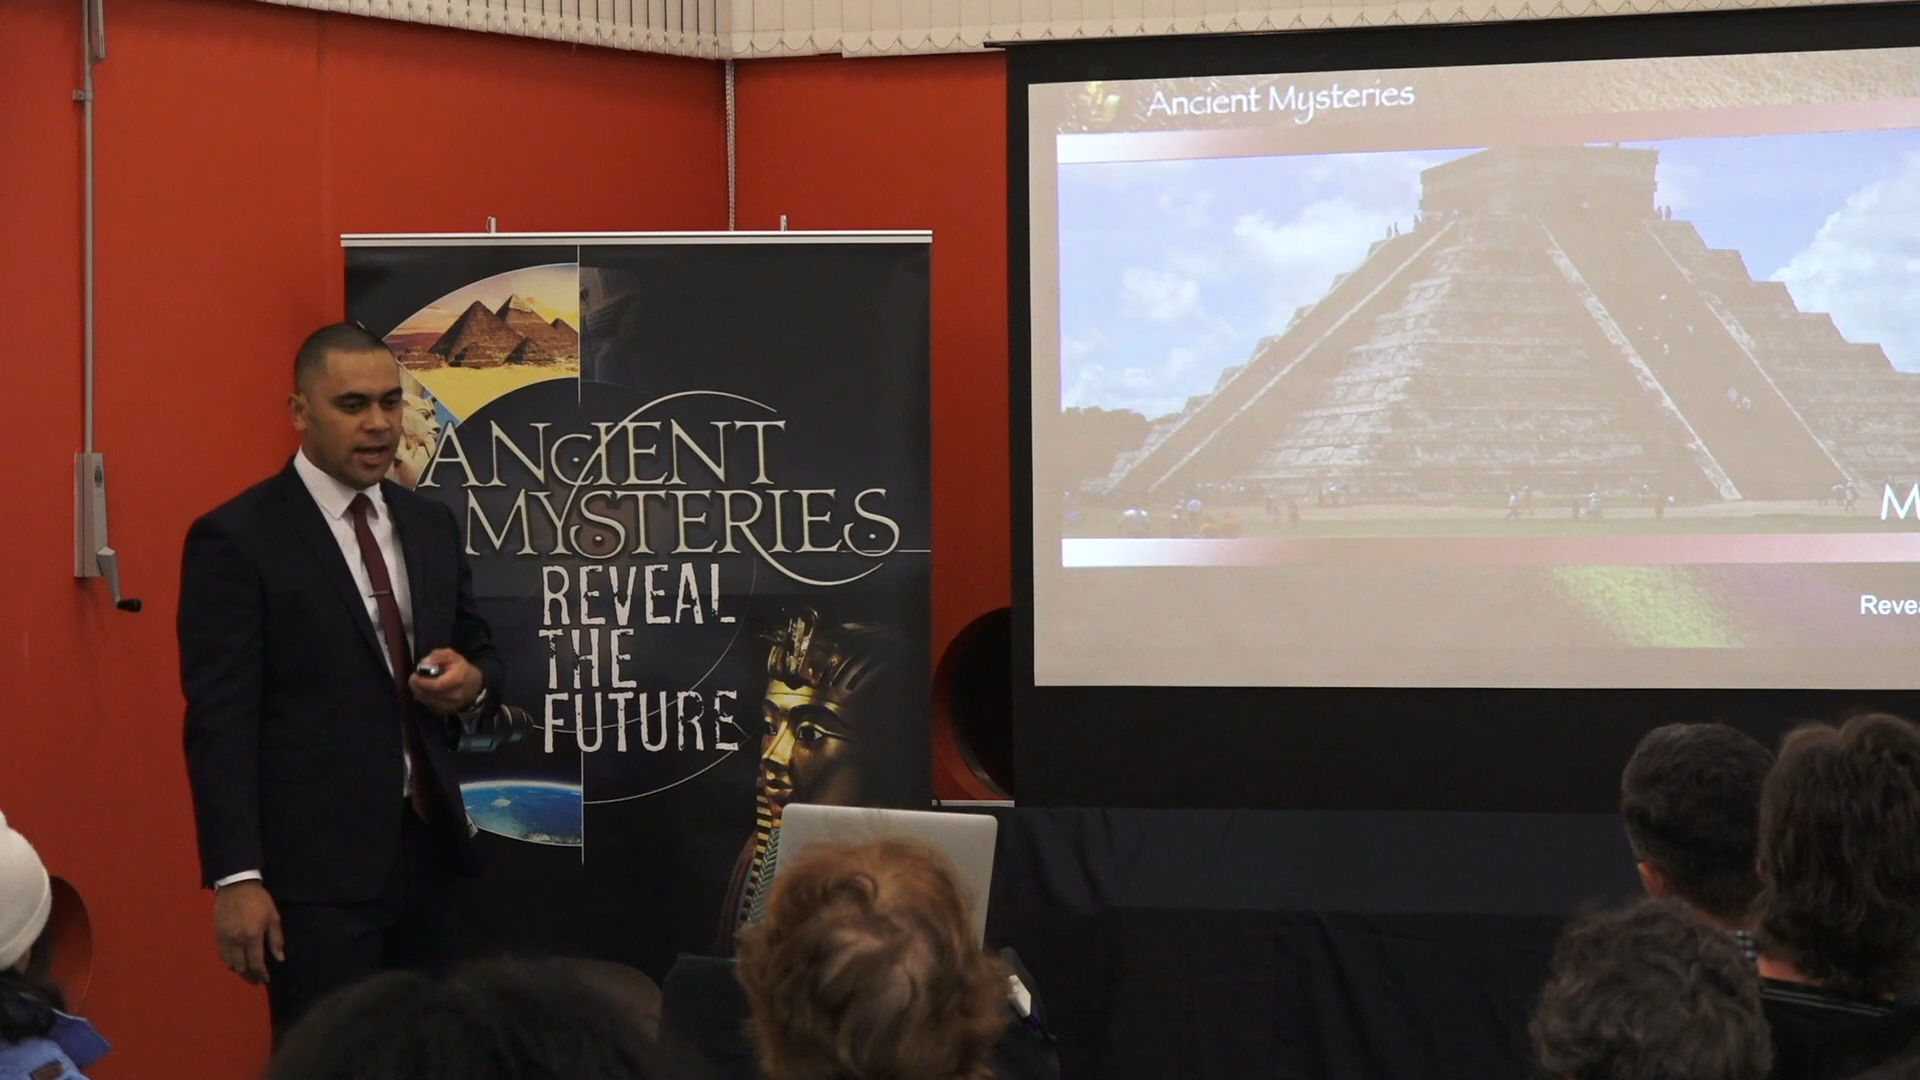 Ancient Mysteries
ANCIENT
MYSTERIES
REVEAL
THE
FUTURE